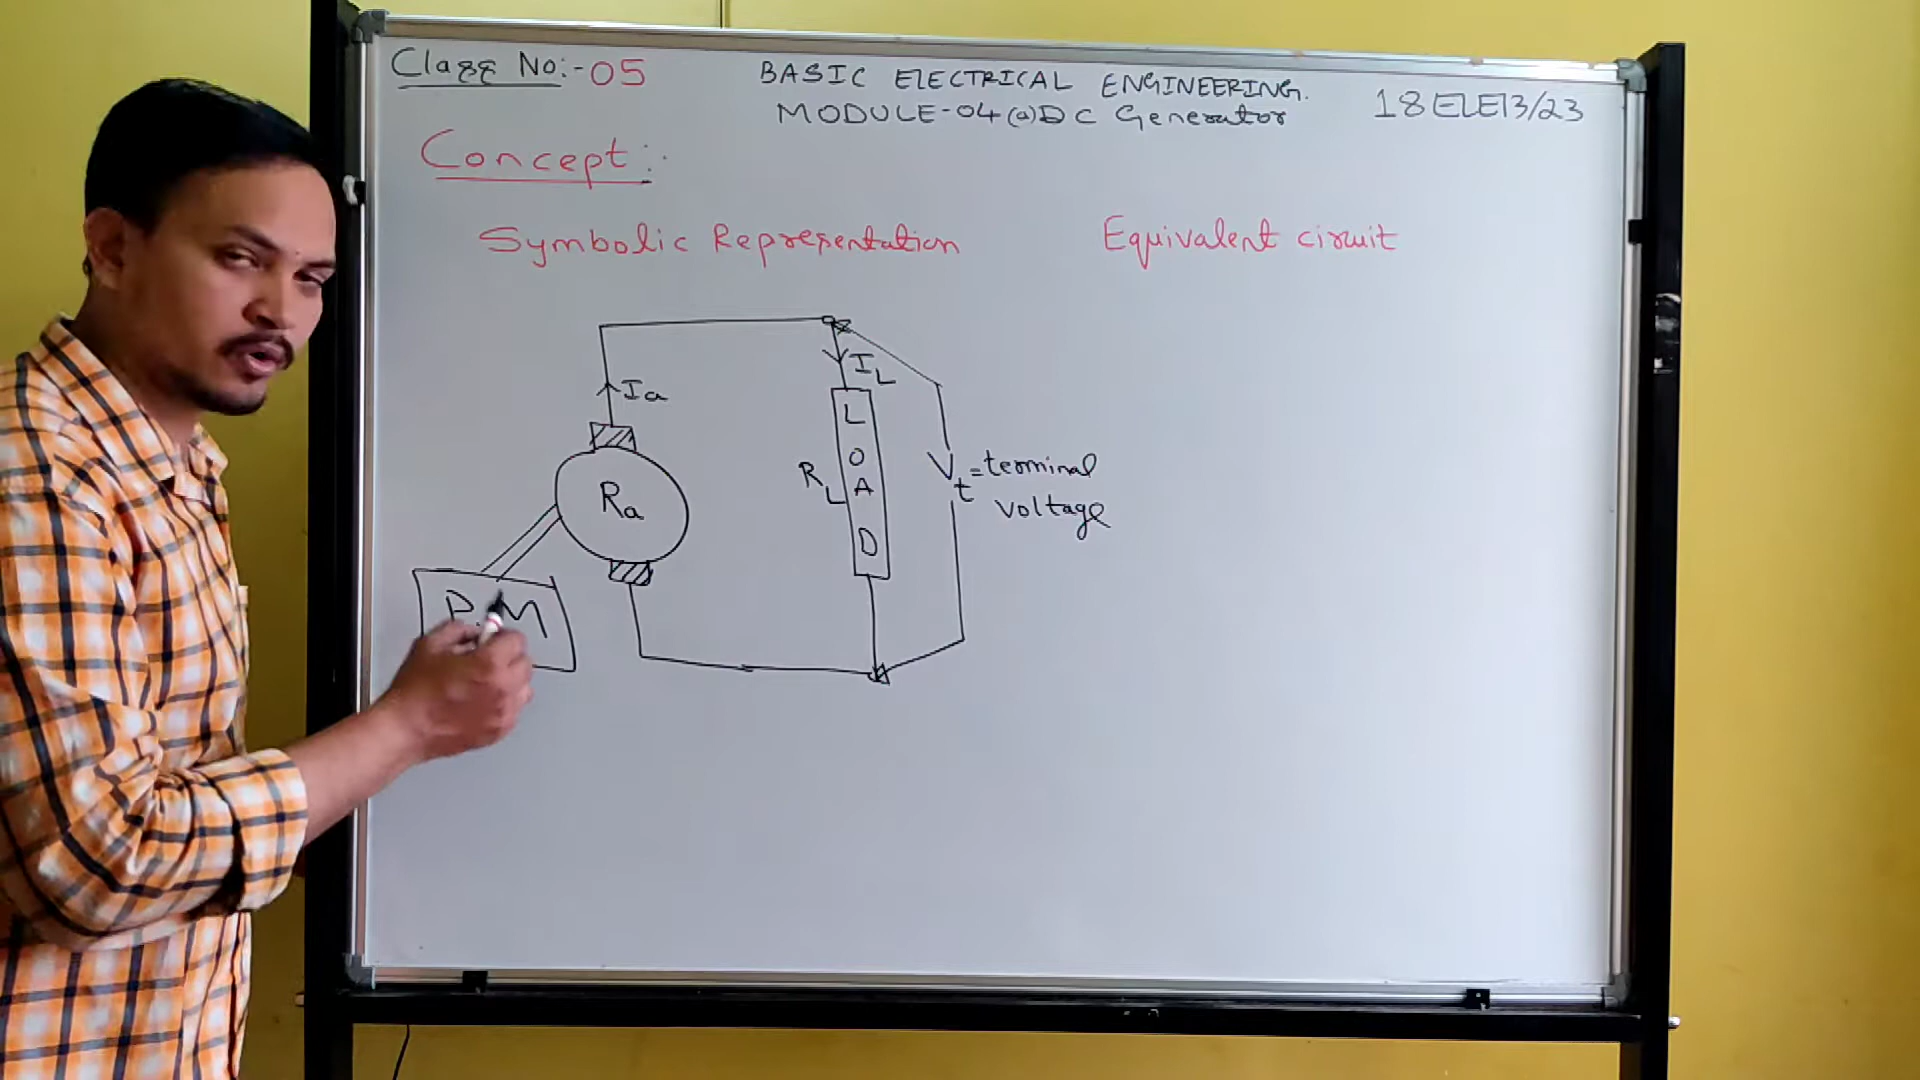 Class No:- 05
BASIC ELECTRICAL ENGINEERING.
MODULE-04 (a) DC Generator
18ELE13/23
Concept:
Symbolic Representation
Equivalent circuit
Ia
IL
Ra
RL
LOAD
Vt = terminal
voltage
P.M